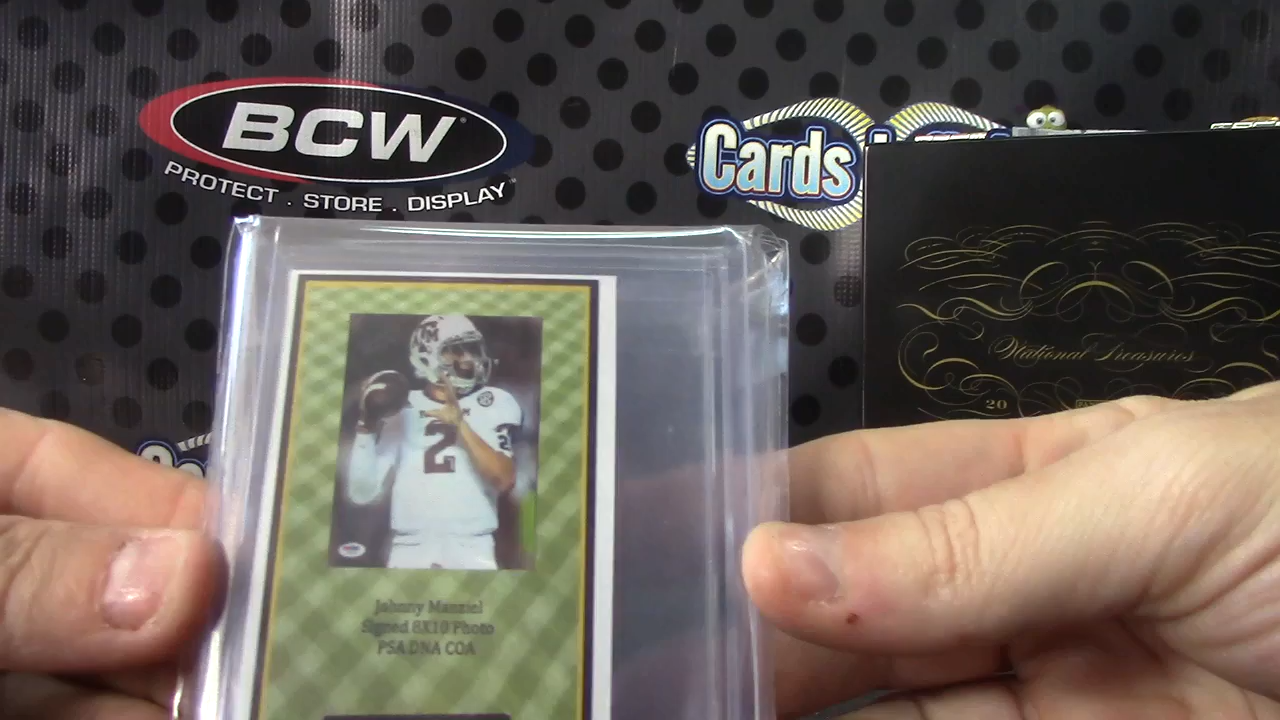 BCW
PROTECT . STORE . DISPLAY
Cards
National Treasures
20
2
Johnny Manziel
Signed 8X10 Photo
PSA DNA COA